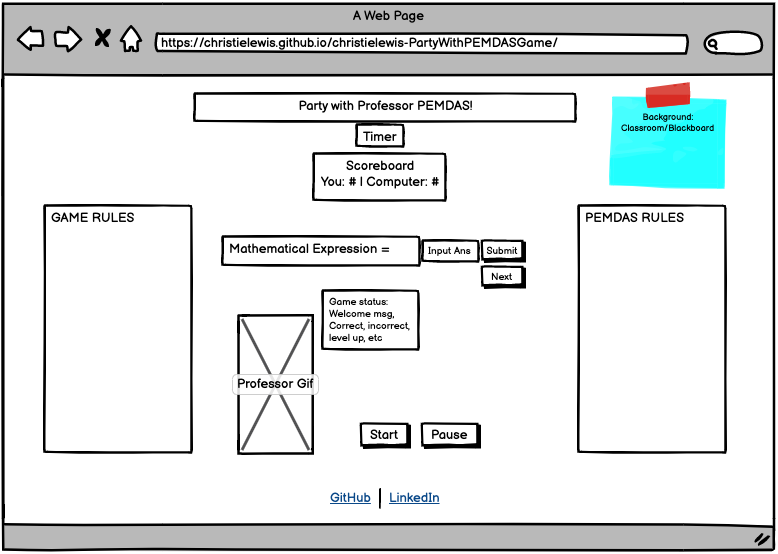 A Web Page
https://christielewis.github.io/christielewis-PartyWithPEMDASGame/
Party with Professor PEMDAS!
Timer
Scoreboard
You: # | Computer: #
Background:
Classroom/Blackboard
GAME RULES
PEMDAS RULES
Mathematical Expression =
Input Ans
Submit
Next
Game status:
Welcome msg,
Correct, incorrect,
level up, etc
Professor Gif
Start
Pause
GitHub | LinkedIn